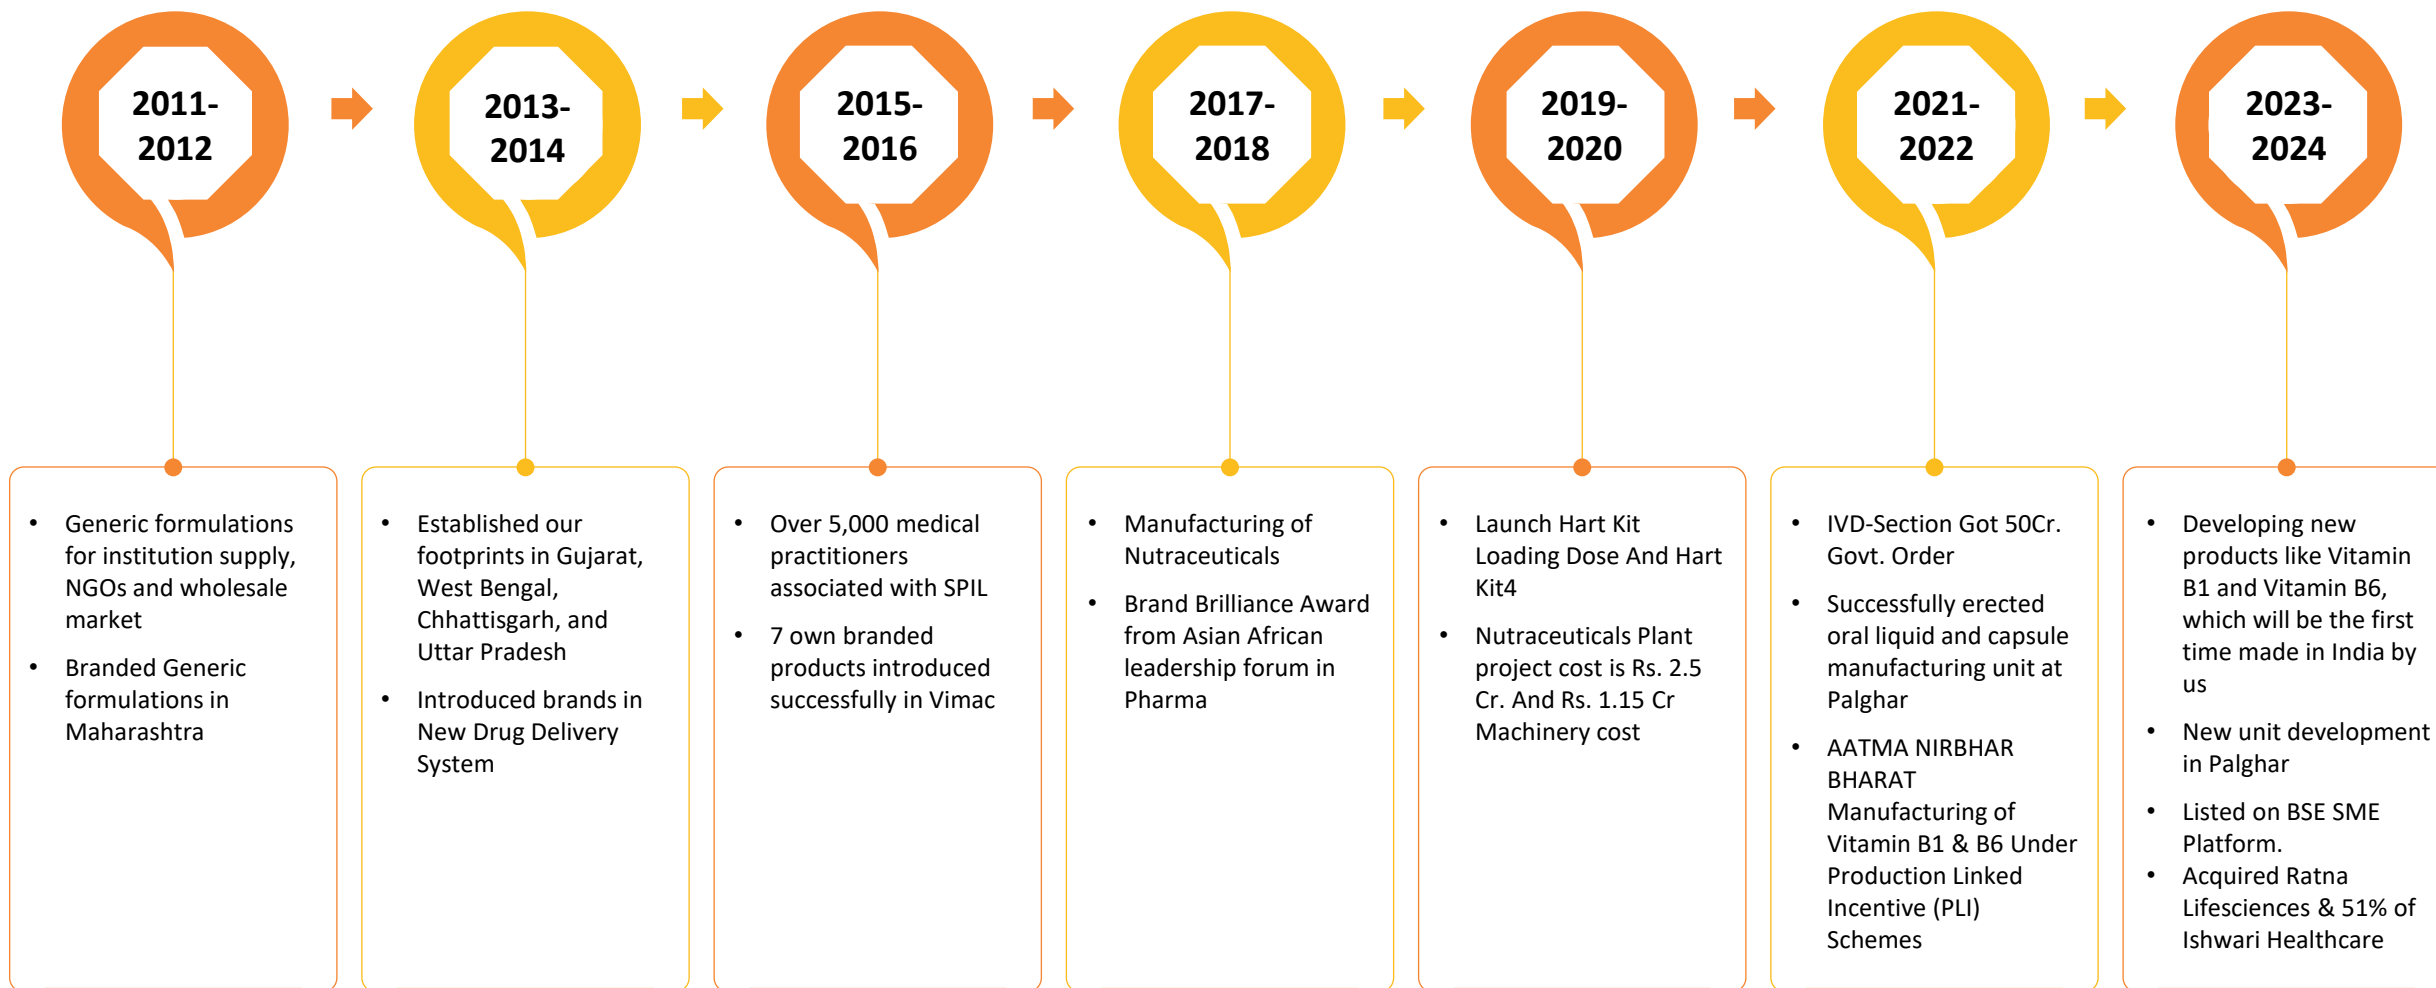 2011-
2012
2013-
2014
2015-
2016
2017-
2018
2019-
2020
2021-
2022
2023-
2024
• Generic formulations
for institution supply,
NGOs and wholesale
market
• Branded Generic
formulations in
Maharashtra
• Established our
footprints in Gujarat,
West Bengal,
Chhattisgarh, and
Uttar Pradesh
• Introduced brands in
New Drug Delivery
System
• Over 5,000 medical
practitioners
associated with SPIL
• 7 own branded
products introduced
successfully in Vimac
• Manufacturing of
Nutraceuticals
• Brand Brilliance Award
from Asian African
leadership forum in
Pharma
• Launch Hart Kit
Loading Dose And Hart
Kit4
• Nutraceuticals Plant
project cost is Rs. 2.5
Cr. And Rs. 1.15 Cr
Machinery cost
• IVD-Section Got 50Cr.
Govt. Order
• Successfully erected
oral liquid and capsule
manufacturing unit at
Palghar
• AATMA NIRBHAR
BHARAT
Manufacturing of
Vitamin B1 & B6 Under
Production Linked
Incentive (PLI)
Schemes
• Developing new
products like Vitamin
B1 and Vitamin B6,
which will be the first
time made in India by
us
• New unit development
in Palghar
• Listed on BSE SME
Platform.
• Acquired Ratna
Lifesciences & 51% of
Ishwari Healthcare